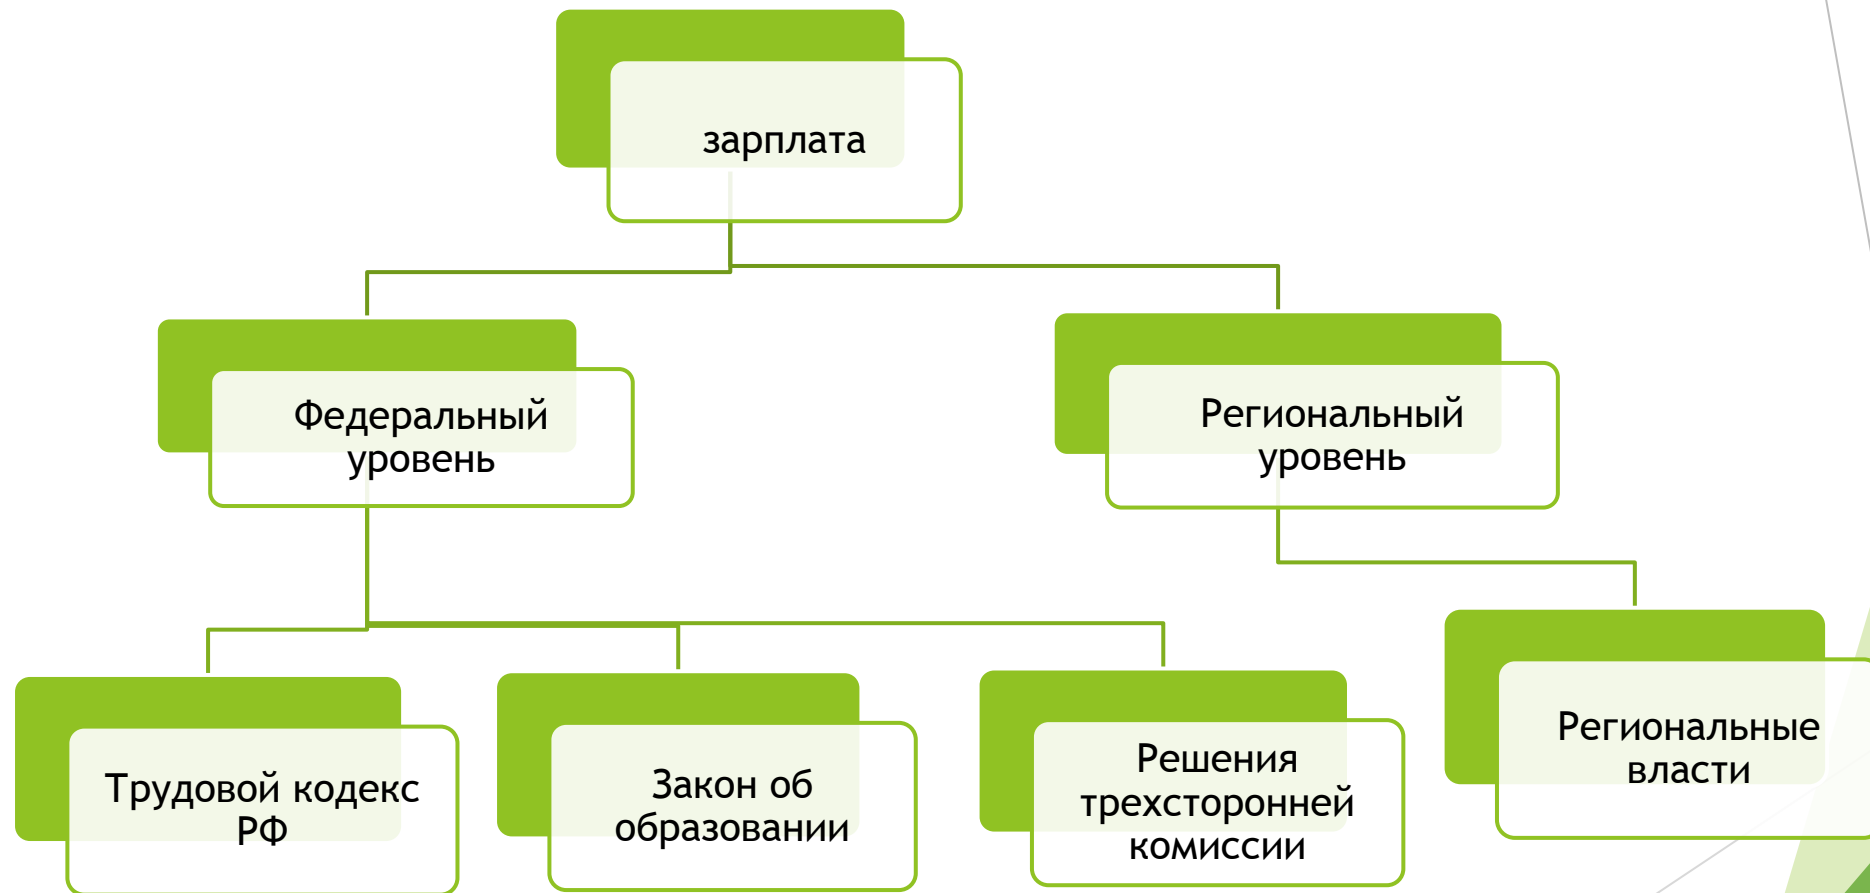 зарплата
Федеральный
уровень
Региональный
уровень
Трудовой кодекс
РФ
Закон об
образовании
Решения
трехсторонней
комиссии
Региональные
власти